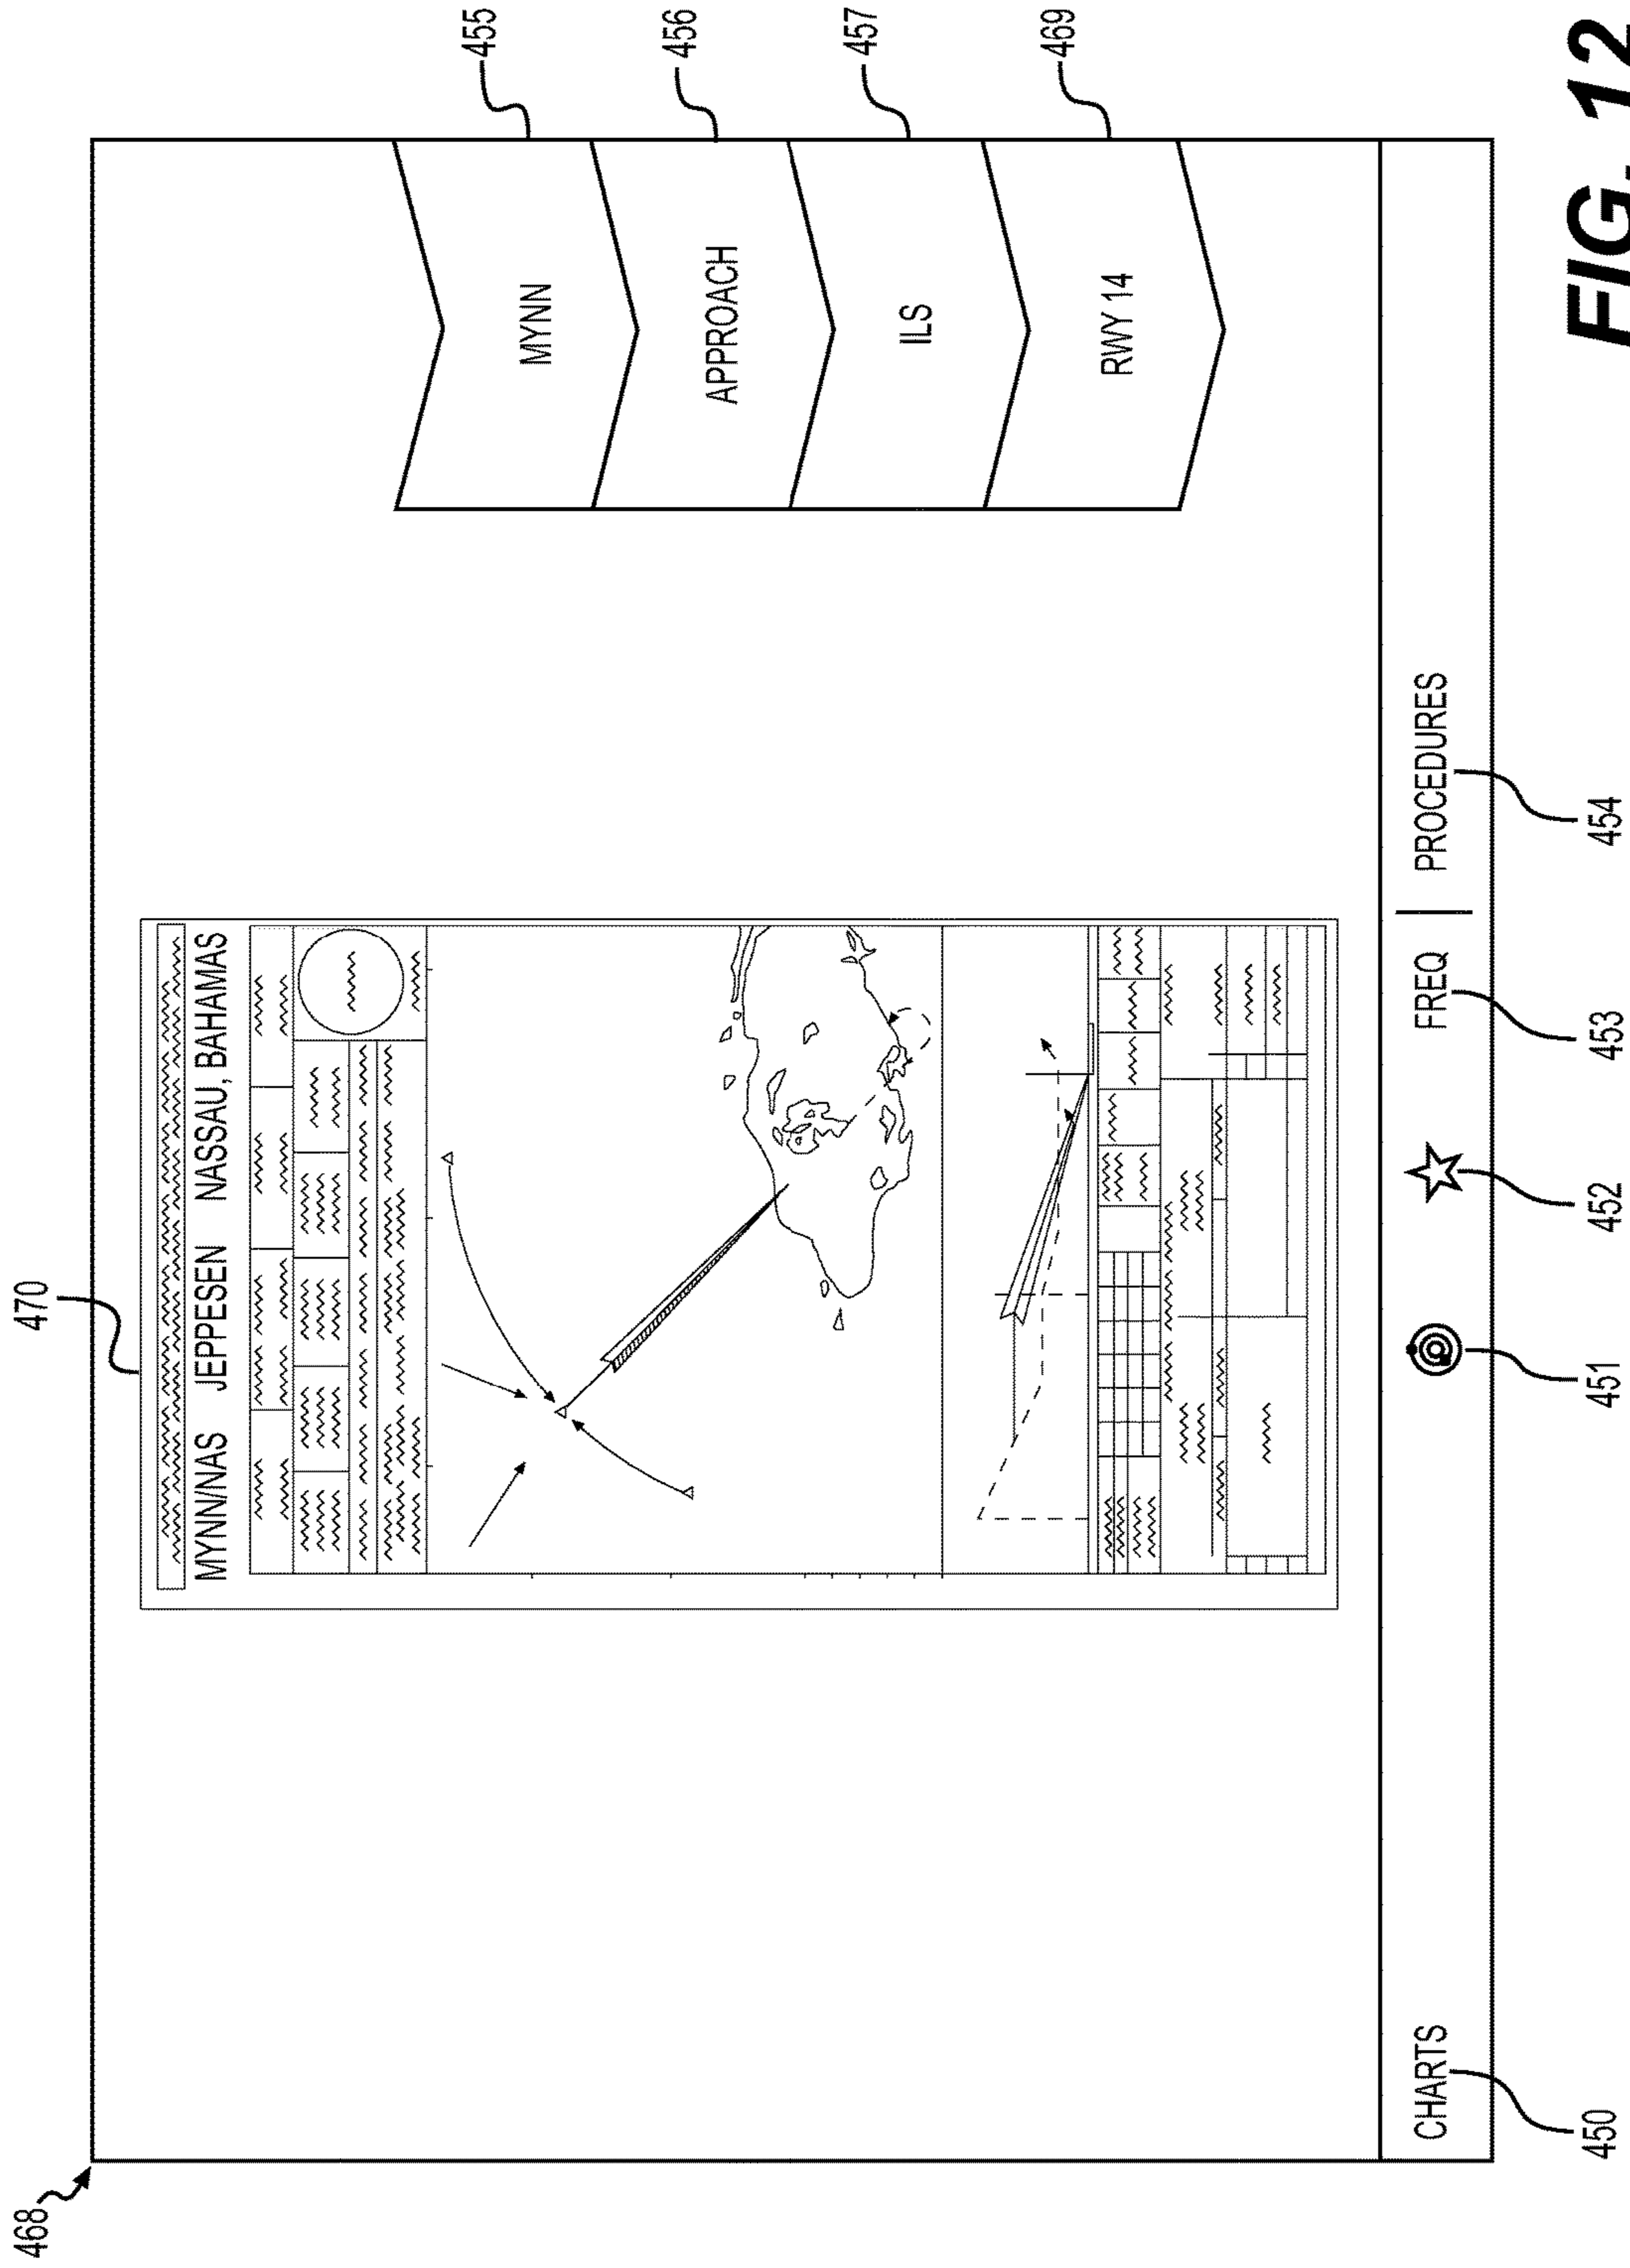 468
470
MYNN/NAS JEPPESEN NASSAU, BAHAMAS
MYNN
455
APPROACH
456
ILS
457
RWY 14
469
CHARTS
FREQ | PROCEDURES
450
451
452
453
454
FIG. 12